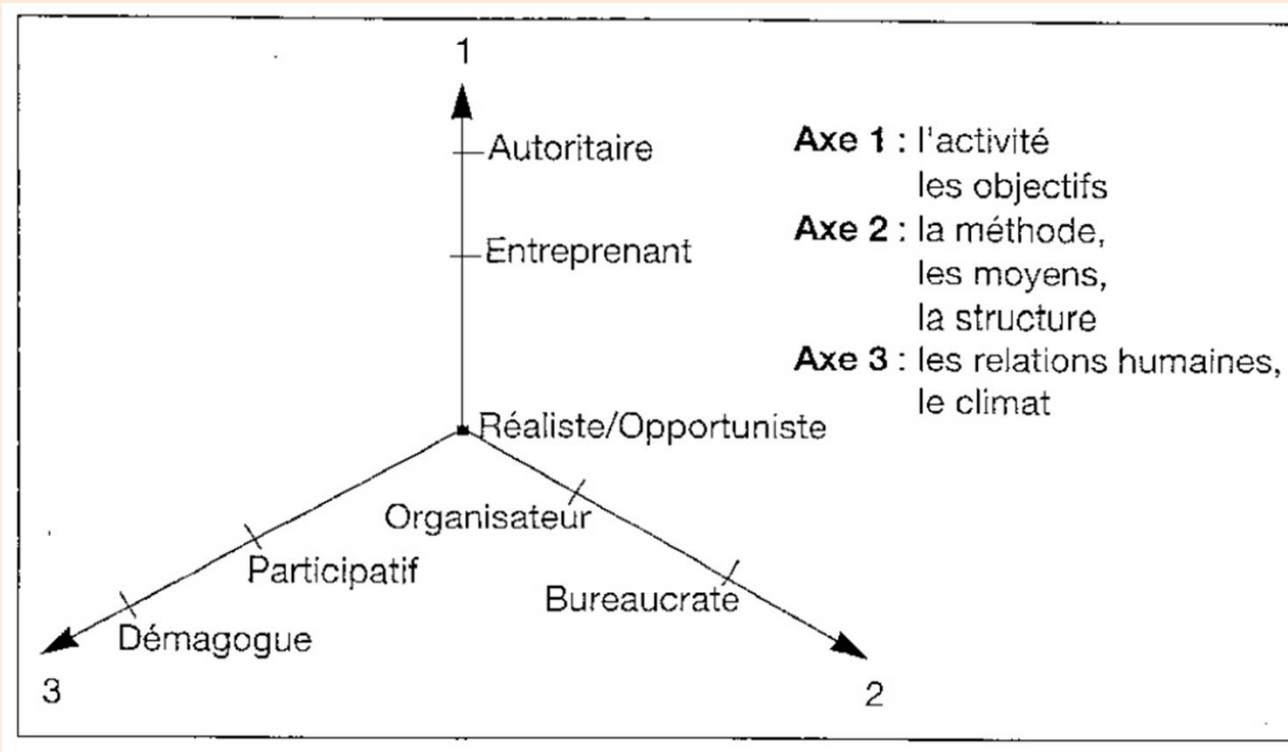 1
Autoritaire
Entreprenant
Réaliste/Opportuniste
Organisateur
Participatif
Bureaucrate
Démagogue
3
2
Axe 1 : l'activité
les objectifs
Axe 2 : la méthode,
les moyens,
la structure
Axe 3 : les relations humaines,
le climat